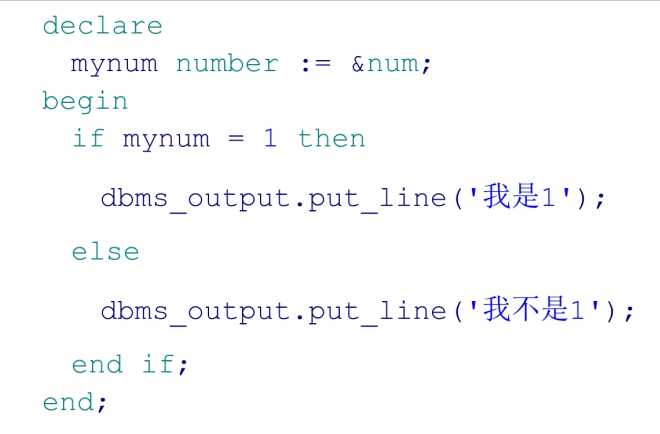 declare
mynum number := &num;
begin
if mynum = 1 then
dbms_output.put_line('我是1');
else
dbms_output.put_line('我不是1');
end if;
end;